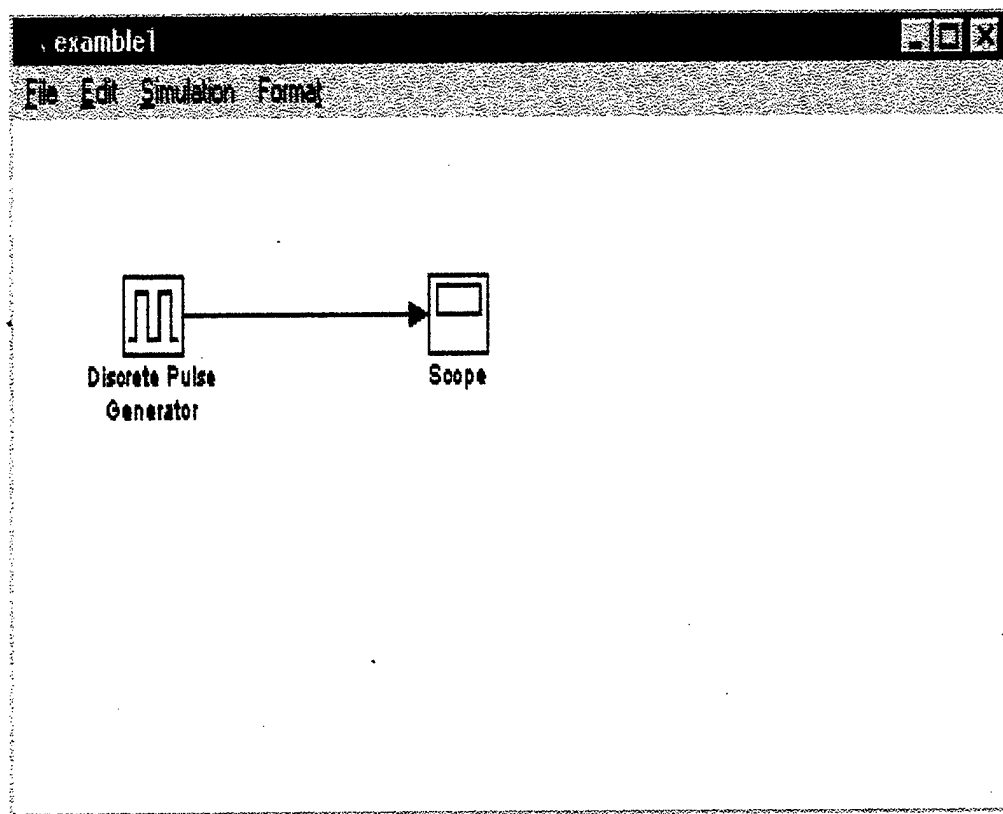 examble1
File Edit Simulation Format
Discrete Pulse
Generator
Scope